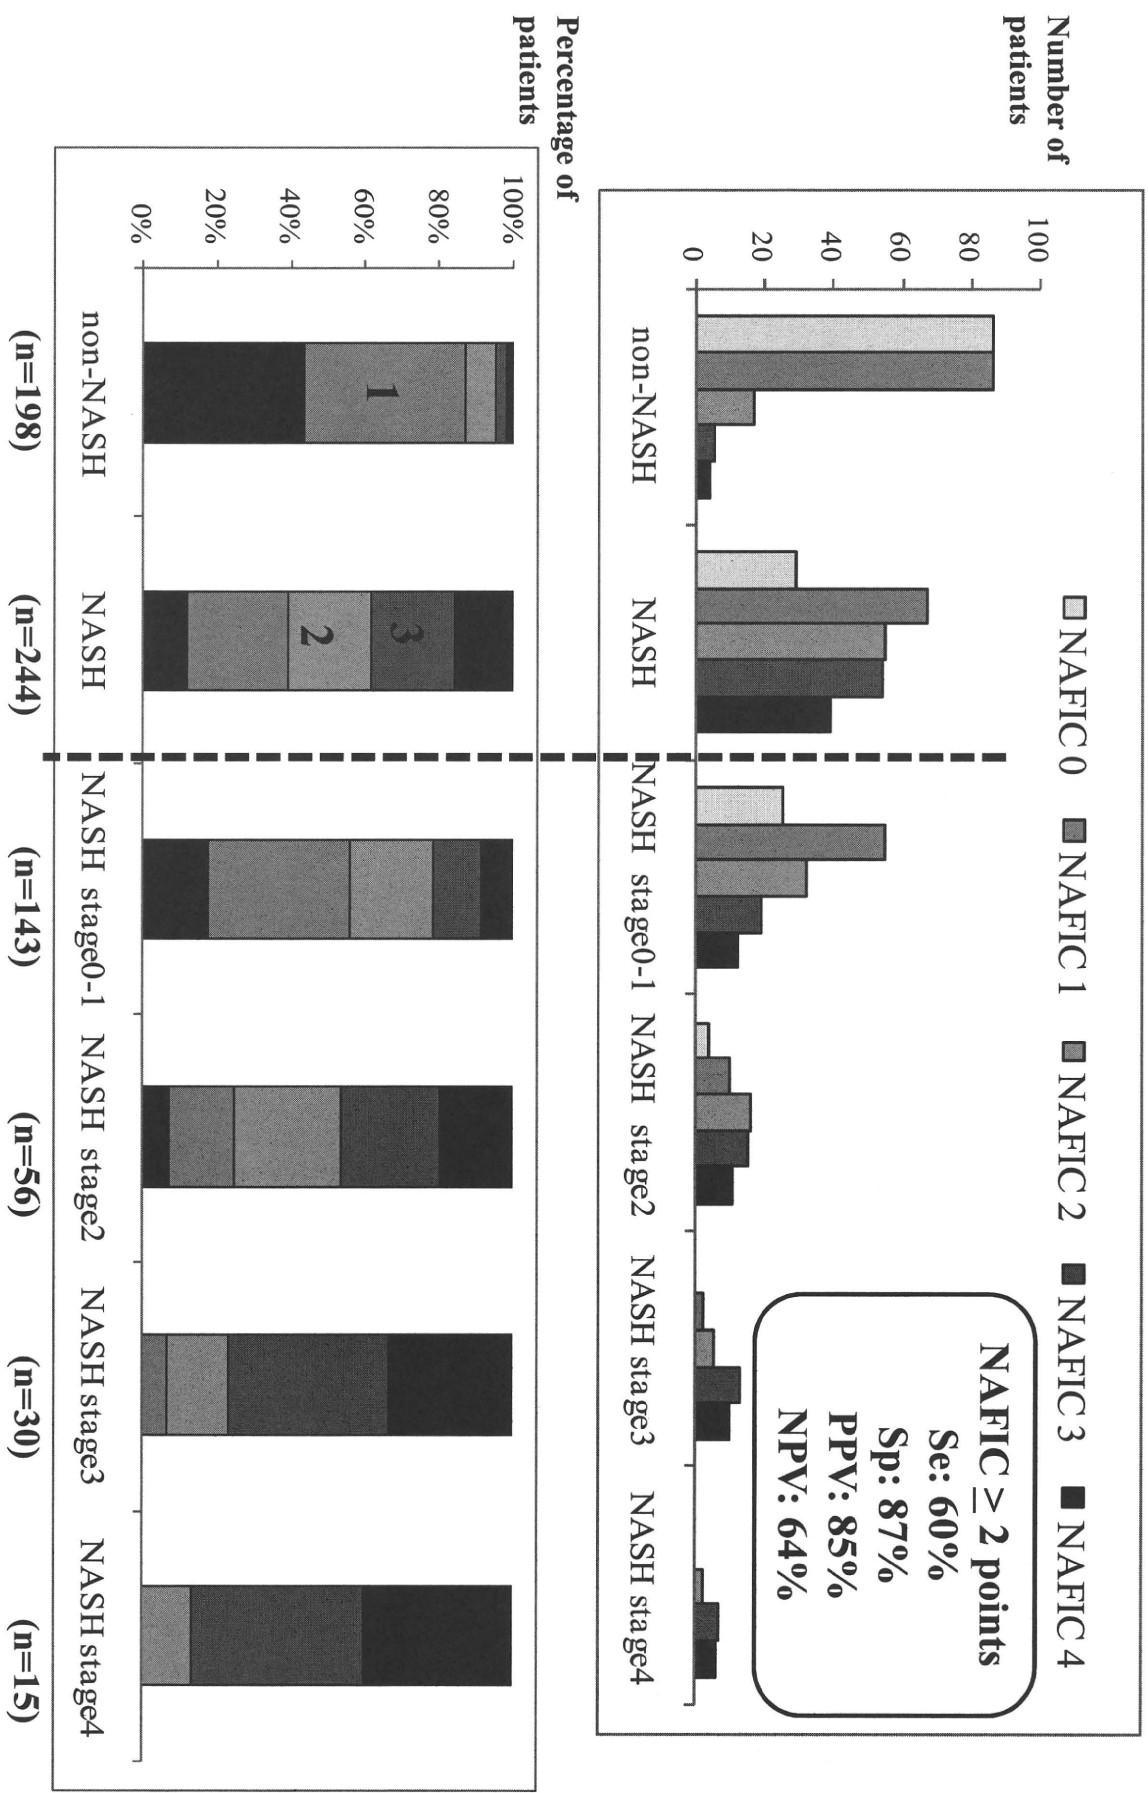 Number of
patients
NAFIC 0 NAFIC 1 NAFIC 2 NAFIC 3 NAFIC 4
100
80
60
40
20
0
NAFIC ≥ 2 points
Se: 60%
Sp: 87%
PPV: 85%
NPV: 64%
non-NASH NASH NASH stage0-1 NASH stage2 NASH stage3 NASH stage4
Percentage of
patients
100%
80%
60%
40%
20%
0%
1
2
3
non-NASH NASH NASH stage0-1 NASH stage2 NASH stage3 NASH stage4
(n=198) (n=244) (n=143) (n=56) (n=30) (n=15)